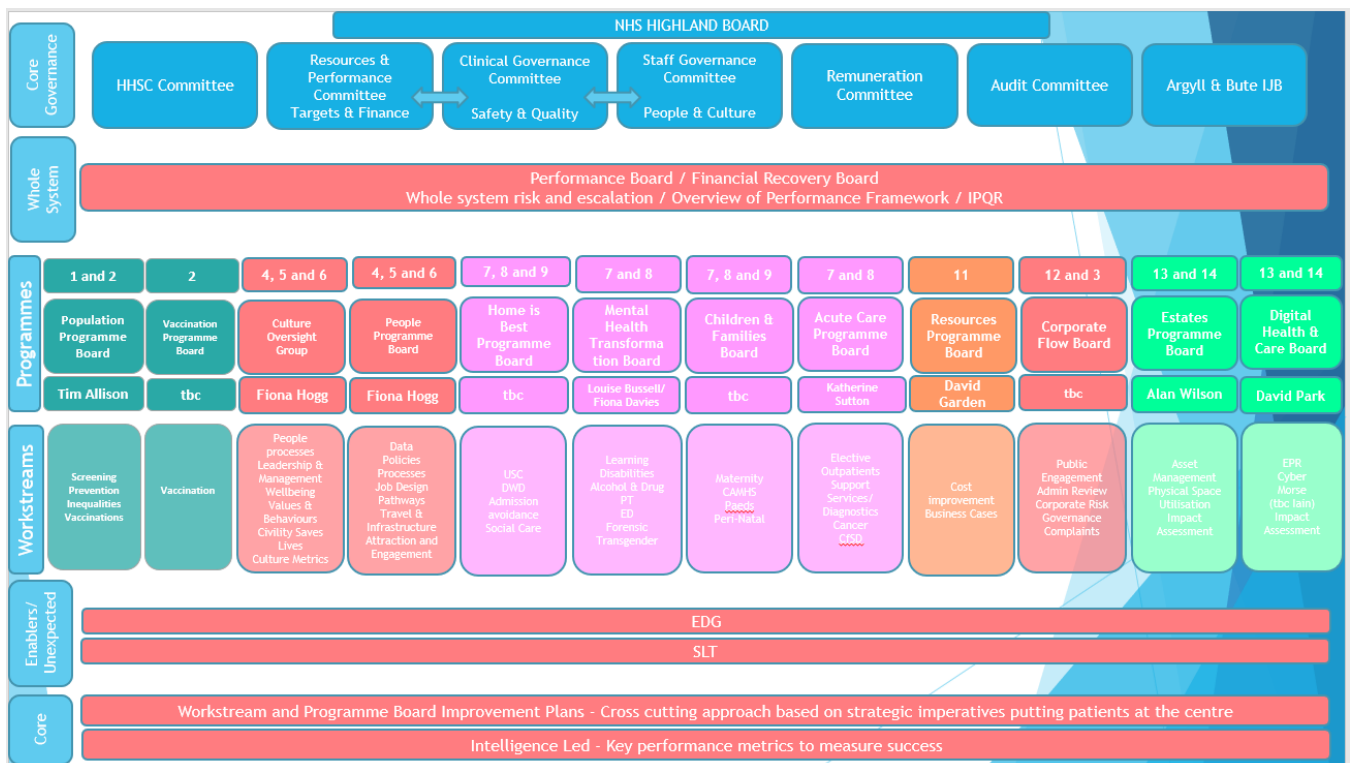 NHS HIGHLAND BOARD
Core
Governance
HHSC Committee
Resources &
Performance
Committee
Targets & Finance
Clinical Governance
Committee
Safety & Quality
Staff Governance
Committee
People & Culture
Remuneration
Committee
Audit Committee
Argyll & Bute IJB
Whole
System
Performance Board / Financial Recovery Board
Whole system risk and escalation / Overview of Performance Framework / IPQR
Programmes
1 and 2
2
4, 5 and 6
4, 5 and 6
7, 8 and 9
7 and 8
7, 8 and 9
7 and 8
11
12 and 3
13 and 14
13 and 14
Population
Programme
Board
Vaccination
Programme
Board
Culture
Oversight
Group
People
Programme
Board
Home is
Best
Programme
Board
Mental
Health
Transforma
tion Board
Children &
Families
Board
Acute Care
Programme
Board
Resources
Programme
Board
Corporate
Flow Board
Estates
Programme
Board
Digital
Health &
Care Board
Tim Allison
tbc
Fiona Hogg
Fiona Hogg
tbc
Louise Bussell/
Fiona Davies
tbc
Katherine
Sutton
David
Garden
tbc
Alan Wilson
David Park
Workstreams
Screening
Prevention
Inequalities
Vaccinations
Vaccination
People
processes
Leadership &
Management
Wellbeing
Values &
Behaviours
Civility Saves
Lives
Culture Metrics
Data
Policies
Processes
Job Design
Pathways
Travel &
Infrastructure
Attraction and
Engagement
USC
DWD
Admission
avoidance
Social Care
Learning
Disabilities
Alcohol & Drug
PT
ED
Forensic
Transgender
Maternity
CAMHS
Paeds
Peri-Natal
Elective
Outpatients
Support
Services/
Diagnostics
Cancer
CfSD
Cost
improvement
Business Cases
Public
Engagement
Admin Review
Corporate Risk
Governance
Complaints
Asset
Management
Physical Space
Utilisation
Impact
Assessment
EPR
Cyber
Morse
(tbc Iain)
Impact
Assessment
Enablers/
Unexpected
EDG
SLT
Core
Workstream and Programme Board Improvement Plans - Cross cutting approach based on strategic imperatives putting patients at the centre
Intelligence Led - Key performance metrics to measure success